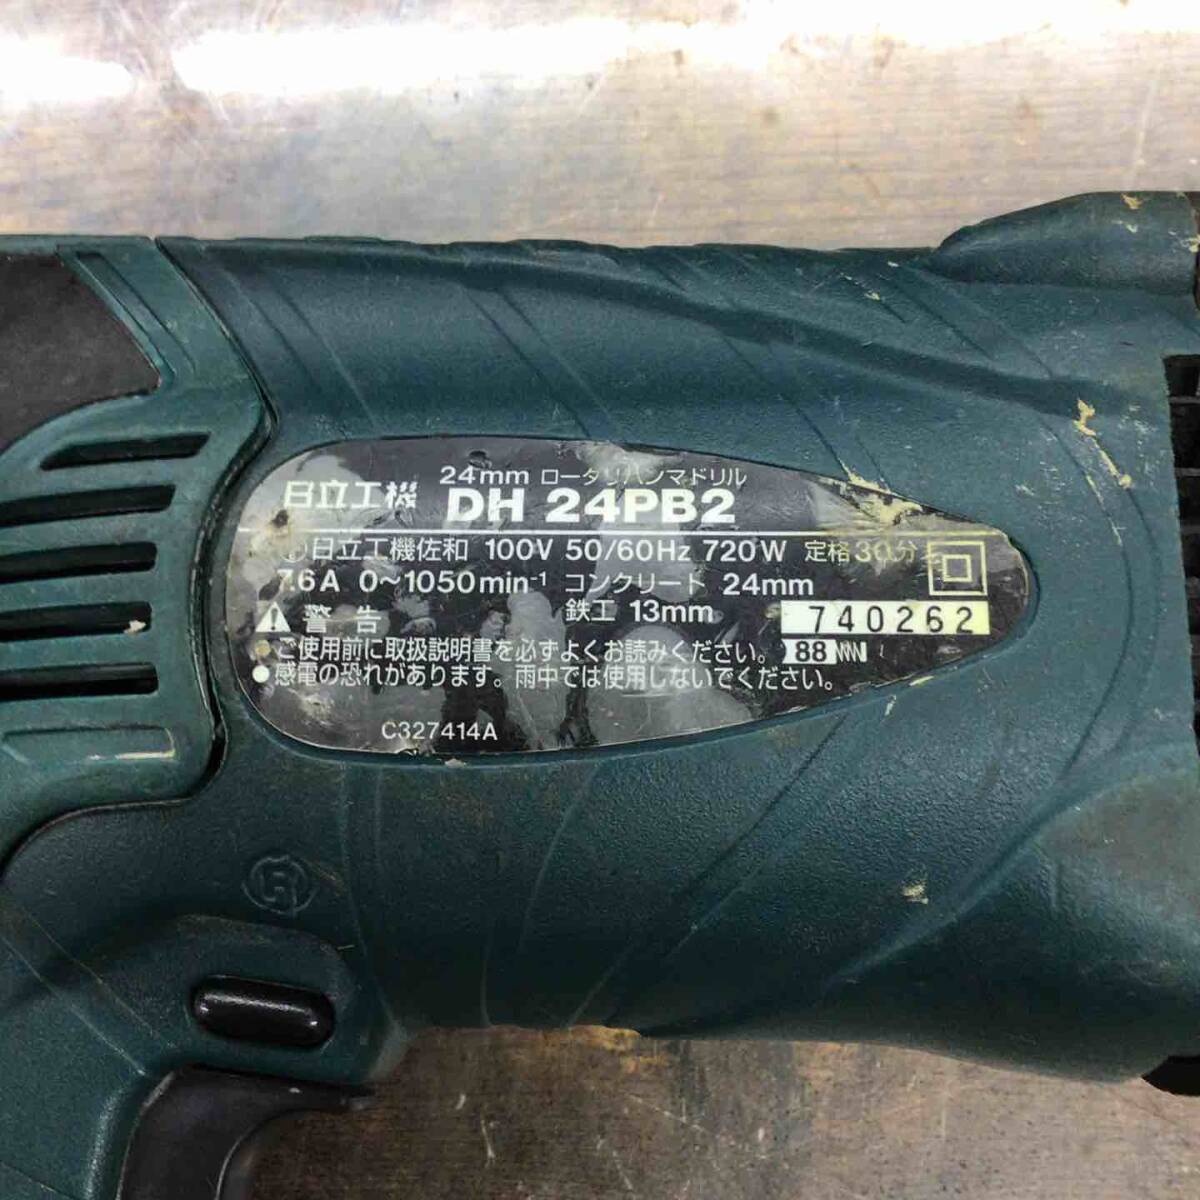 24mm ロータリハンマドリル
日立工機 DH 24PB2
日立工機佐和 100V 50/60Hz 720W 定格30分
7.6A 0~1050min⁻¹ コンクリート 24mm
警告 鉄工 13mm 740262
ご使用前に取扱説明書を必ずよくお読みください。 88
●感電の恐れがあります。雨中では使用しないでください。
C327414A